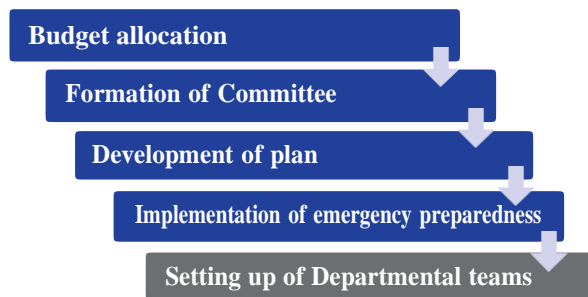 Budget allocation
Formation of Committee
Development of plan
Implementation of emergency preparedness
Setting up of Departmental teams